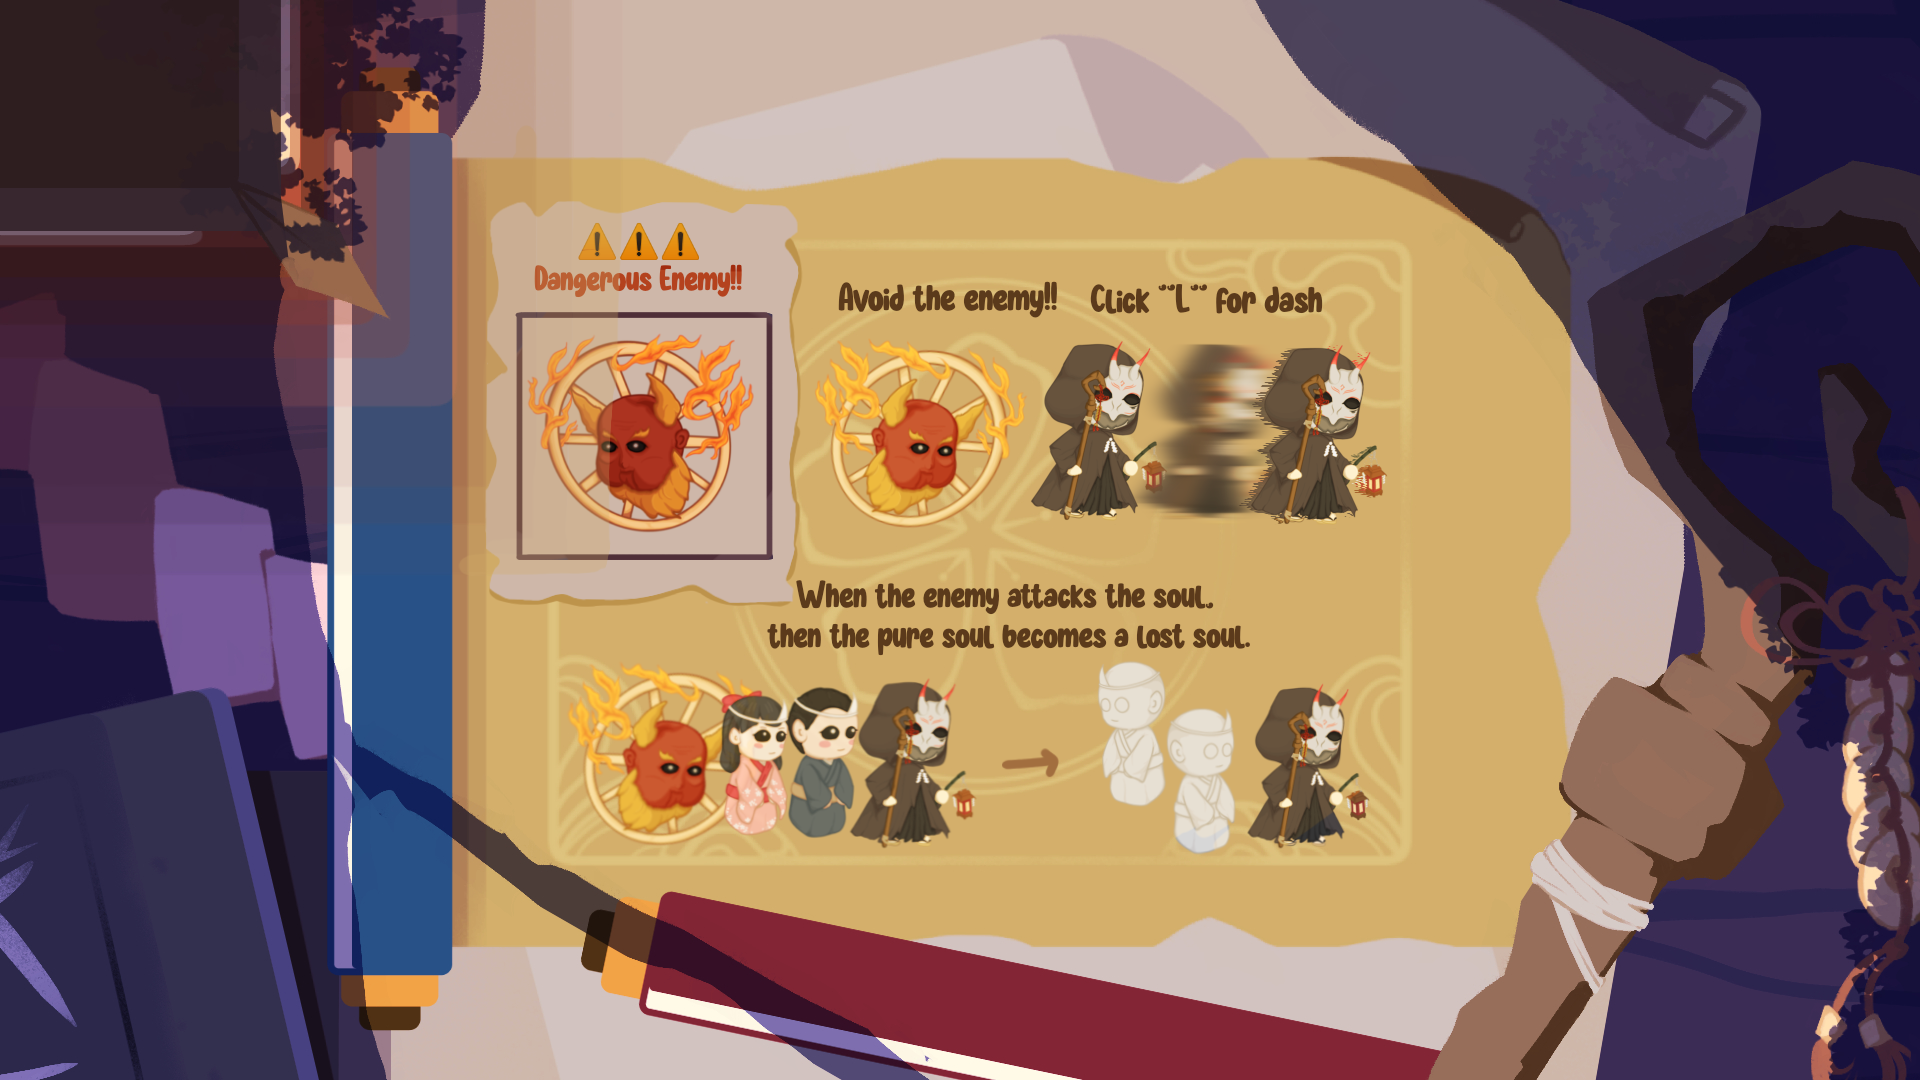 Dangerous Enemy!!
Avoid the enemy!! Click "L" for dash
When the enemy attacks the soul.
then the pure soul becomes a lost soul.